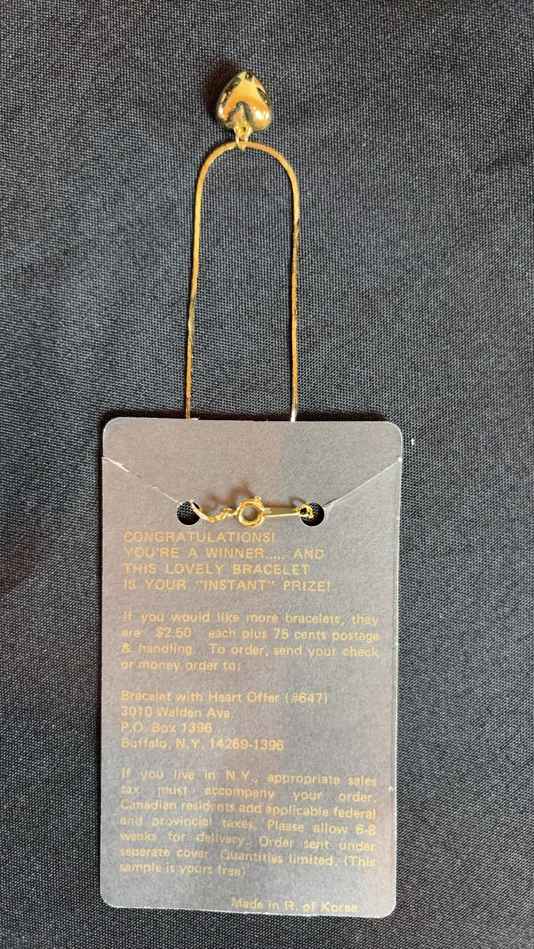 CONGRATULATIONS!
YOU'RE A WINNER..... AND
THIS LOVELY BRACELET
IS YOUR "INSTANT" PRIZE!
If you would like more bracelets, they
are $2.50 each plus 75 cents postage
& handling. To order, send your check
or money order to:
Bracelet with Heart Offer (#647)
3010 Walden Ave.
P.O. Box 1396
Buffalo, N.Y. 14269-1396
If you live in N.Y., appropriate sales
tax must accompany your order.
Canadian residents add applicable federal
and provincial taxes. Please allow 6-8
weeks for delivery. Order sent under
seperate cover. Quantities limited. (This
sample is yours free)
Made in R. of Korea